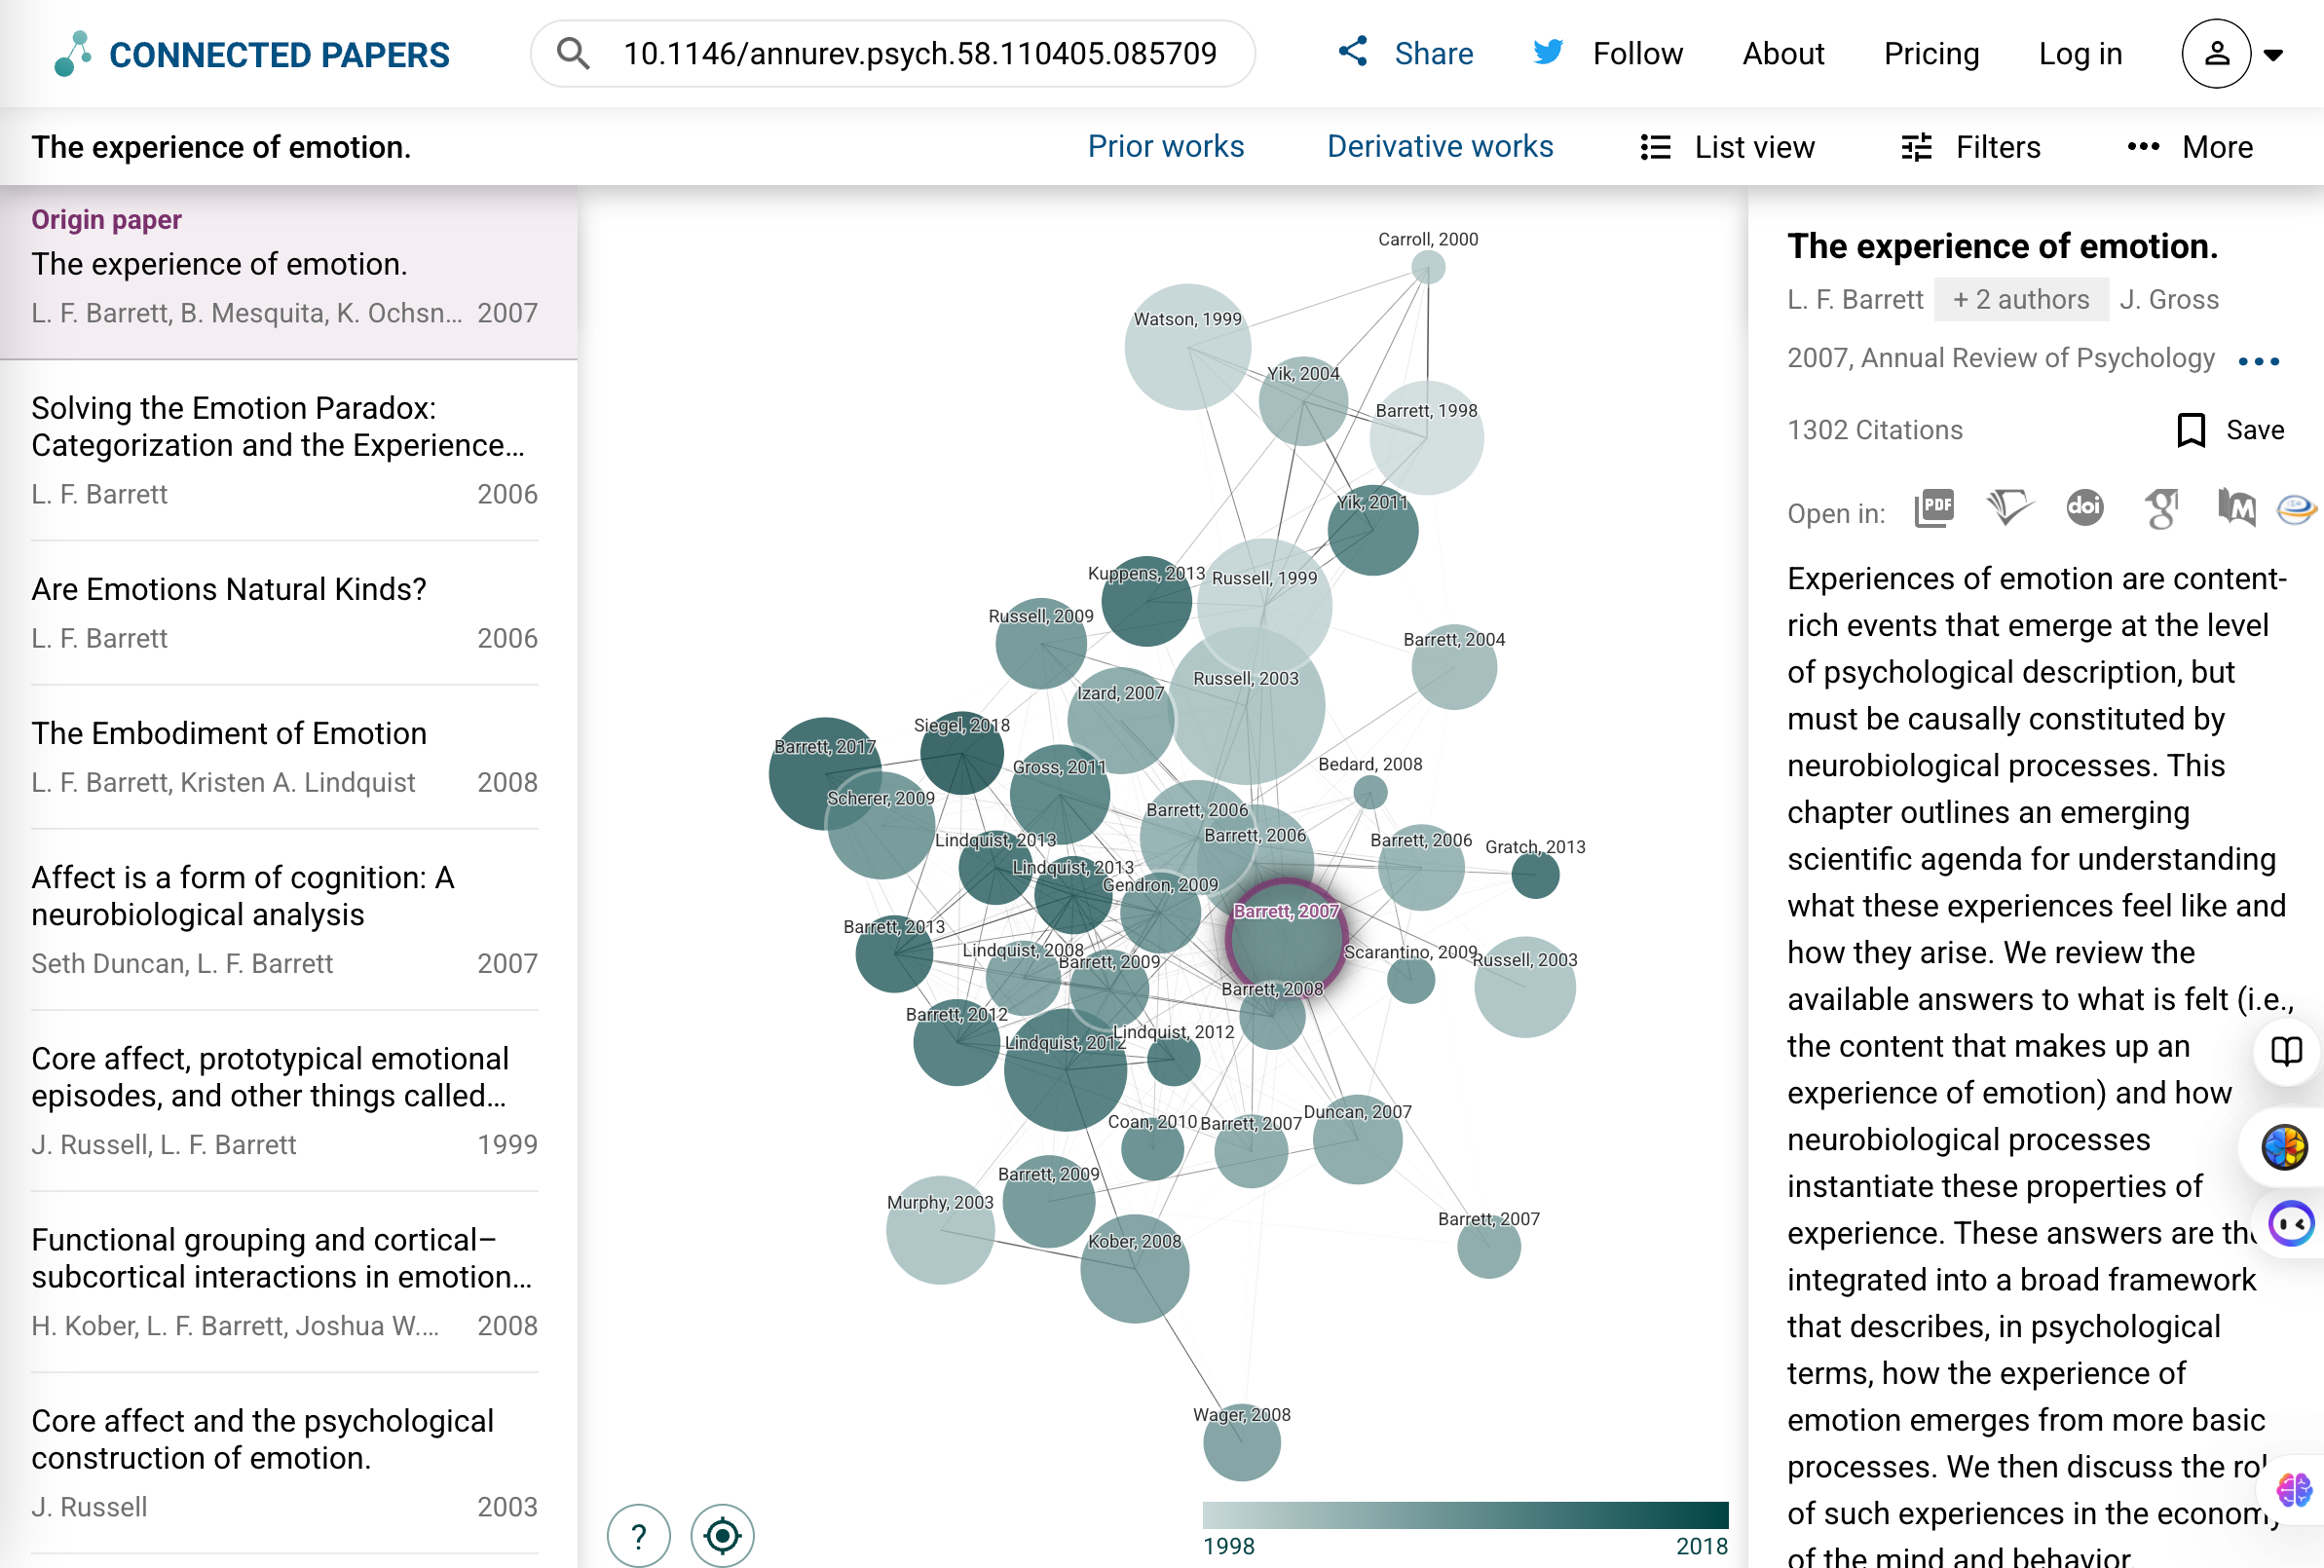 CONNECTED PAPERS
10.1146/annurev.psych.58.110405.085709
Share
Follow
About
Pricing
Log in
The experience of emotion.
Prior works
Derivative works
List view
Filters
More
Origin paper
The experience of emotion.
L. F. Barrett, B. Mesquita, K. Ochsn... 2007
Solving the Emotion Paradox:
Categorization and the Experience...
L. F. Barrett 2006
Are Emotions Natural Kinds?
L. F. Barrett 2006
The Embodiment of Emotion
L. F. Barrett, Kristen A. Lindquist 2008
Affect is a form of cognition: A
neurobiological analysis
Seth Duncan, L. F. Barrett 2007
Core affect, prototypical emotional
episodes, and other things called...
J. Russell, L. F. Barrett 1999
Functional grouping and cortical–
subcortical interactions in emotion...
H. Kober, L. F. Barrett, Joshua W.... 2008
Core affect and the psychological
construction of emotion.
J. Russell 2003
Carroll, 2000
Watson, 1999
Yik, 2004
Barrett, 1998
Yik, 2011
Kuppens, 2013
Russell, 1999
Russell, 2009
Barrett, 2004
Russell, 2003
Izard, 2007
Siegel, 2018
Barrett, 2017
Gross, 2011
Bedard, 2008
Scherer, 2009
Barrett, 2006
Barrett, 2006
Barrett, 2006
Gratch, 2013
Lindquist, 2013
Lindquist, 2013
Gendron, 2009
Barrett, 2007
Barrett, 2013
Lindquist, 2008
Barrett, 2009
Scarantino, 2009
Russell, 2003
Barrett, 2008
Barrett, 2012
Lindquist, 2012
Lindquist, 2012
Coan, 2010
Barrett, 2007
Duncan, 2007
Barrett, 2009
Murphy, 2003
Barrett, 2007
Kober, 2008
Wager, 2008
?
1998
2018
The experience of emotion.
L. F. Barrett + 2 authors J. Gross
2007, Annual Review of Psychology
1302 Citations
Save
Open in:
PDF
doi
g
M
Experiences of emotion are content-
rich events that emerge at the level
of psychological description, but
must be causally constituted by
neurobiological processes. This
chapter outlines an emerging
scientific agenda for understanding
what these experiences feel like and
how they arise. We review the
available answers to what is felt (i.e.,
the content that makes up an
experience of emotion) and how
neurobiological processes
instantiate these properties of
experience. These answers are
integrated into a broad framework
that describes, in psychological
terms, how the experience of
emotion emerges from more basic
processes. We then discuss the
of such experiences in the economy
of the mind and behavior.